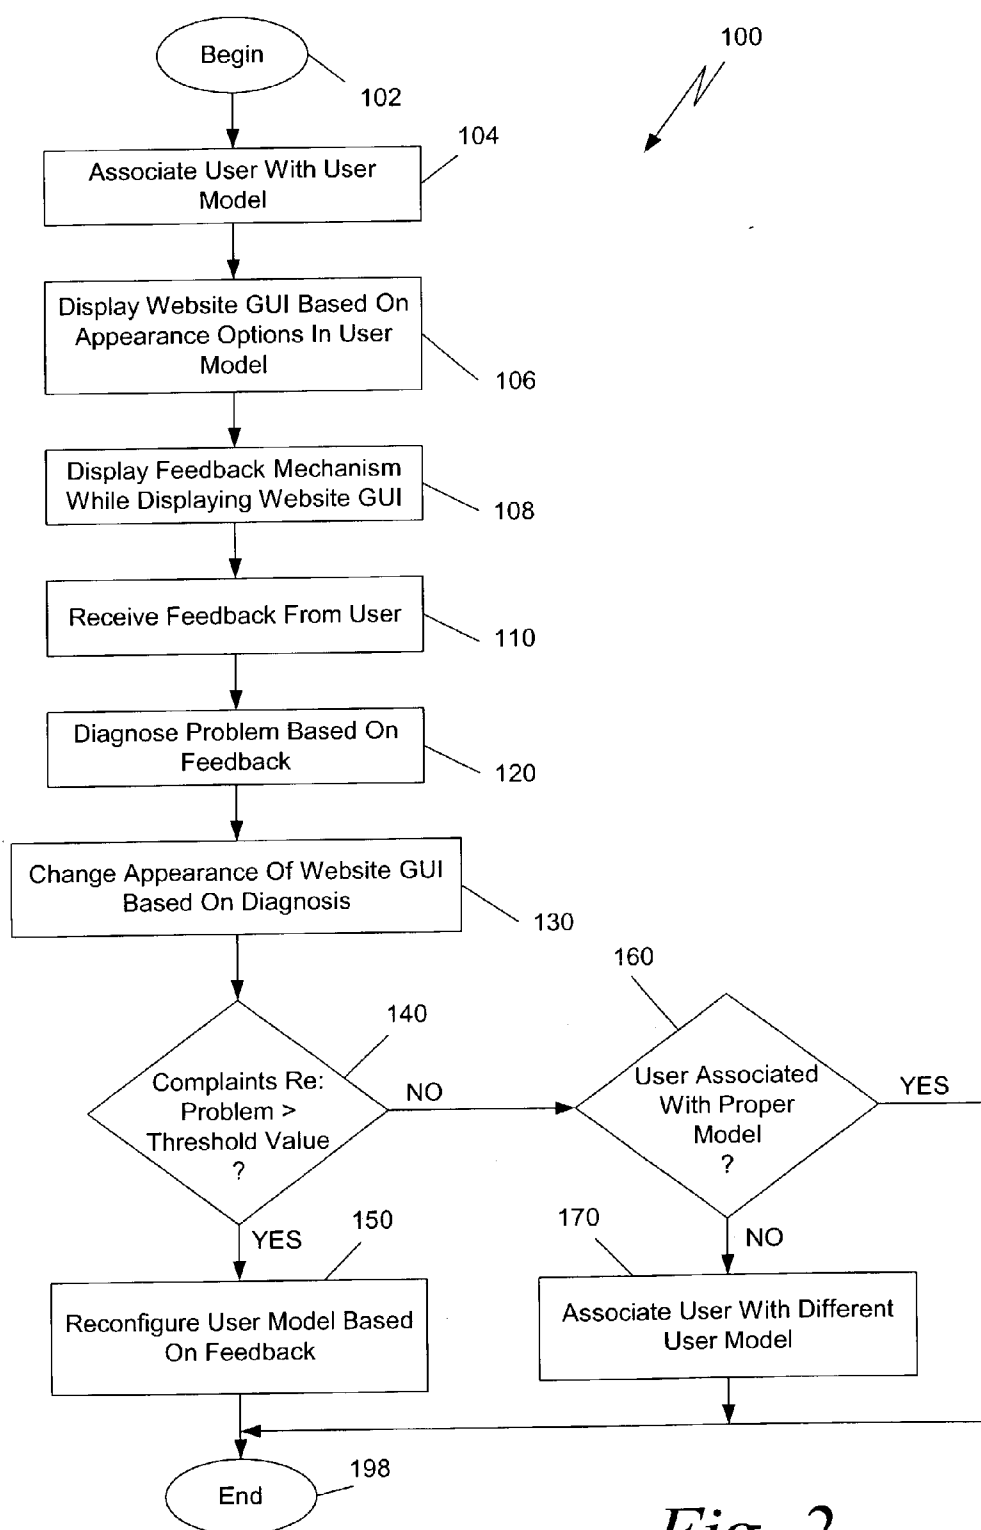 Begin
100
102
104
Associate User With User
Model
Display Website GUI Based On
Appearance Options In User
Model
106
Display Feedback Mechanism
While Displaying Website GUI
108
Receive Feedback From User
110
Diagnose Problem Based On
Feedback
120
Change Appearance Of Website GUI
Based On Diagnosis
130
140
Complaints Re:
Problem >
Threshold Value
?
NO
160
User Associated
With Proper
Model
?
YES
YES
150
Reconfigure User Model Based
On Feedback
NO
170
Associate User With Different
User Model
End
198
Fig. 2